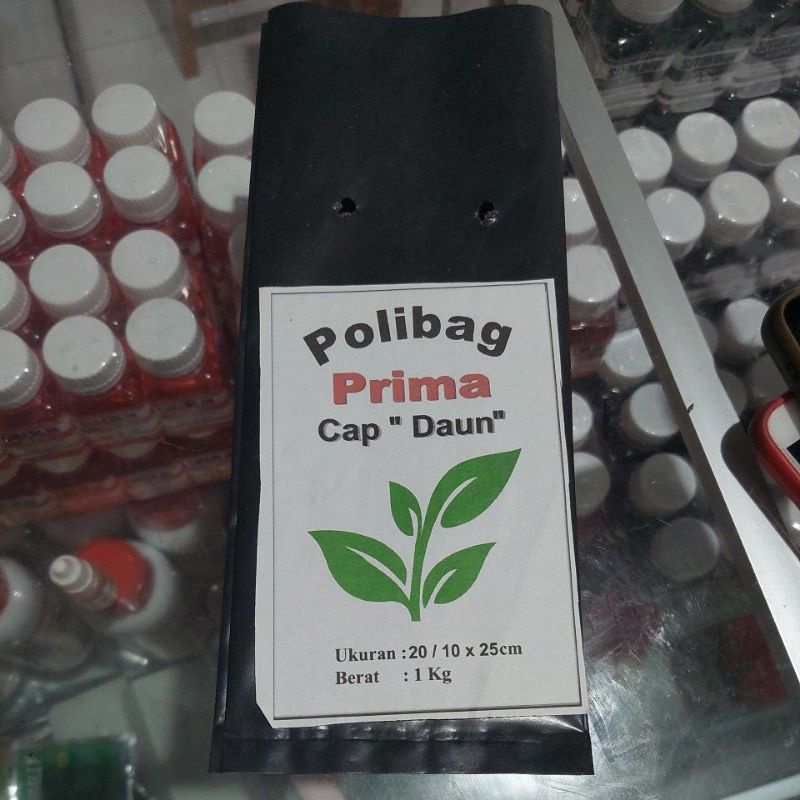 Polibag
Prima
Cap " Daun"
Ukuran : 20 / 10 x 25cm
Berat : 1 Kg